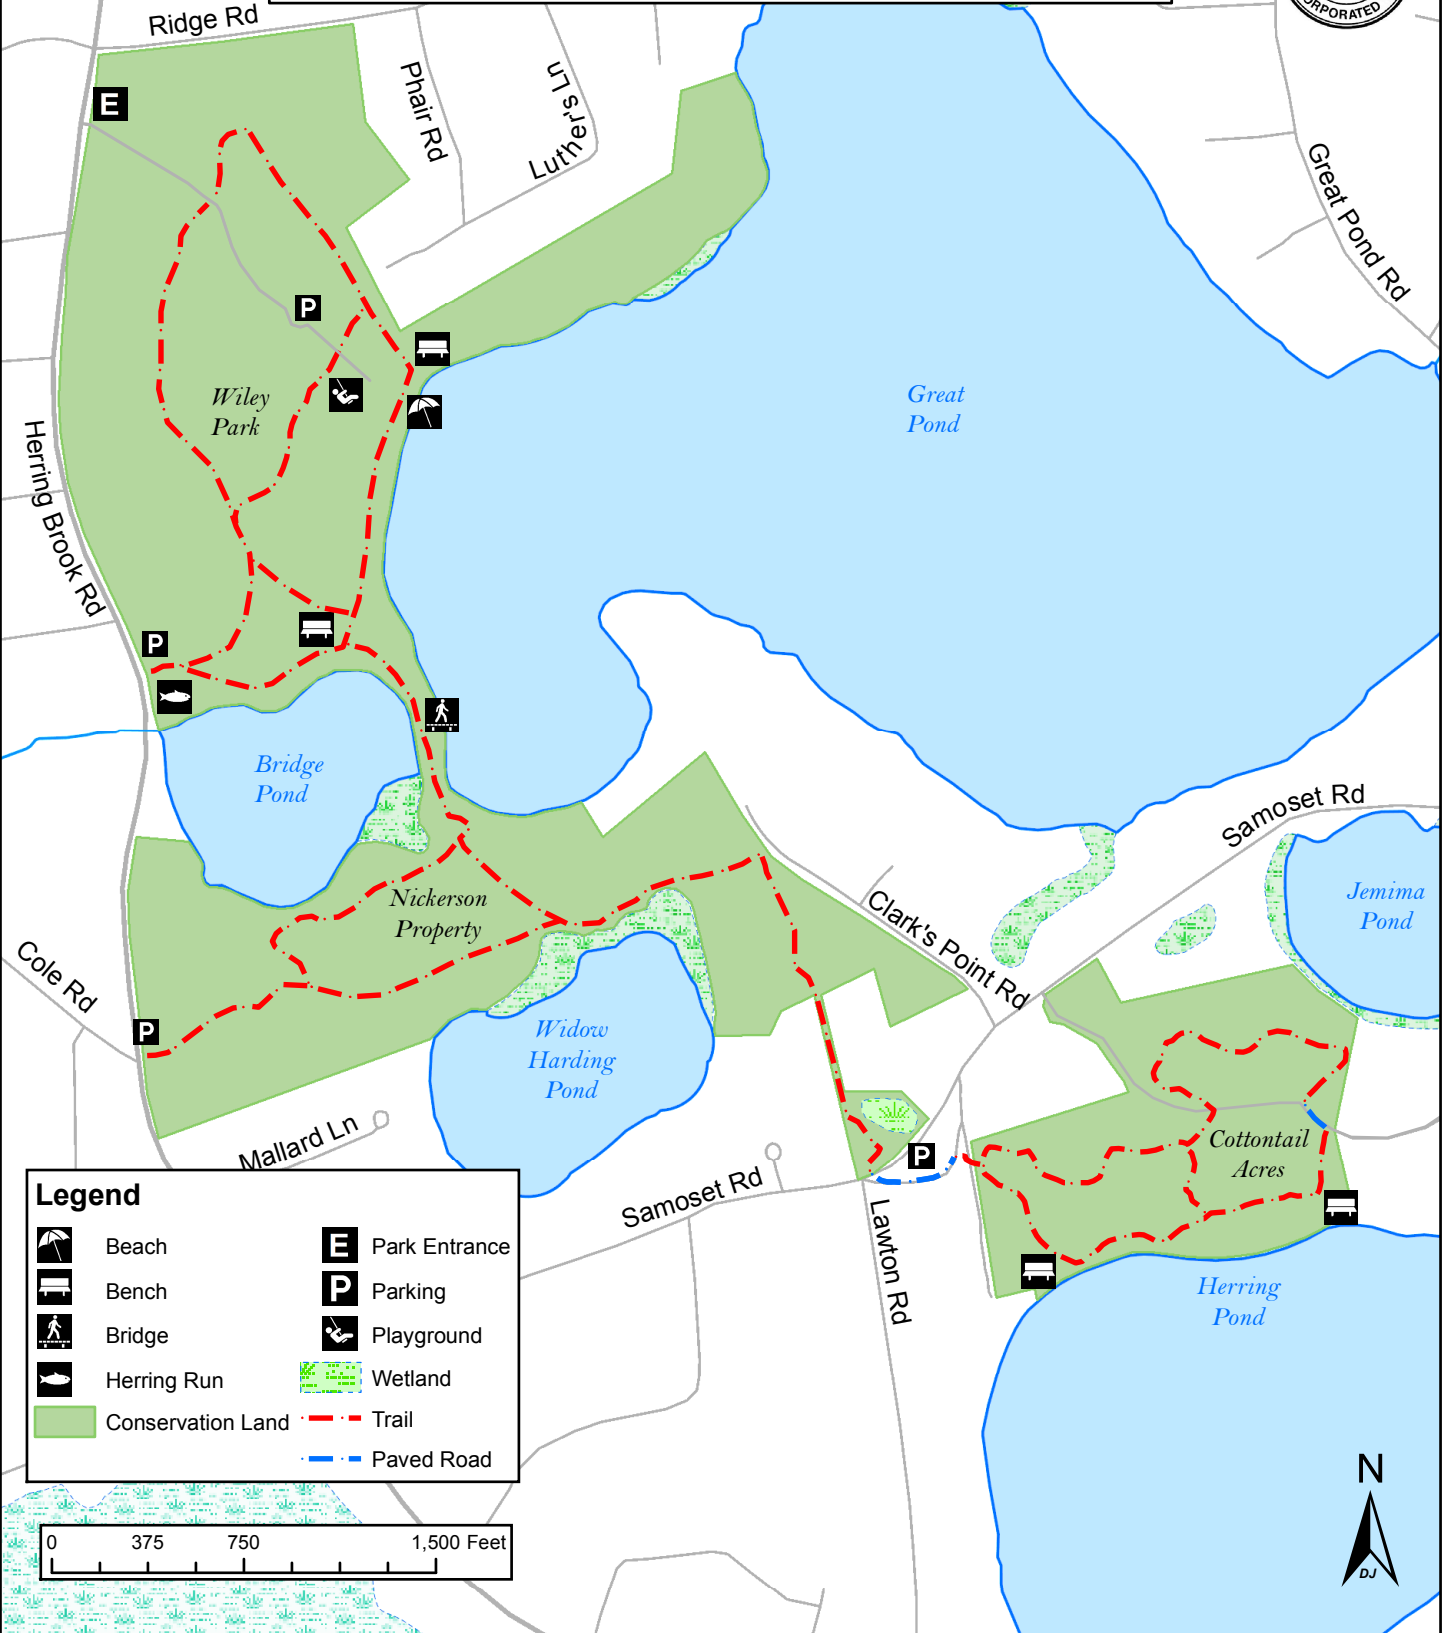 Ridge Rd
RPORATED
E
Phair Rd
Luther's Ln
Great Pond Rd
P
Wiley
Park
Great
Pond
Herring Brook Rd
P
Bridge
Pond
Samoset Rd
Nickerson
Property
Clark's Point Rd
Jemima
Pond
Cole Rd
P
Widow
Harding
Pond
Mallard Ln
P
Cottontail
Acres
Samoset Rd
Lawton Rd
Herring
Pond
Legend
Beach
E Park Entrance
Bench
P Parking
Bridge
Playground
Herring Run
Wetland
Conservation Land
Trail
Paved Road
N
DJ
0 375 750 1,500 Feet